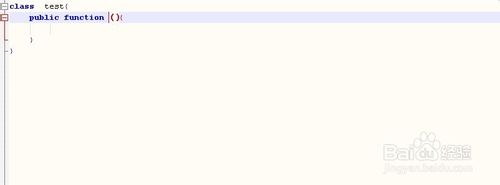 class test{
public function (){
}
}
Baidu 经验
jingyan.baidu.com